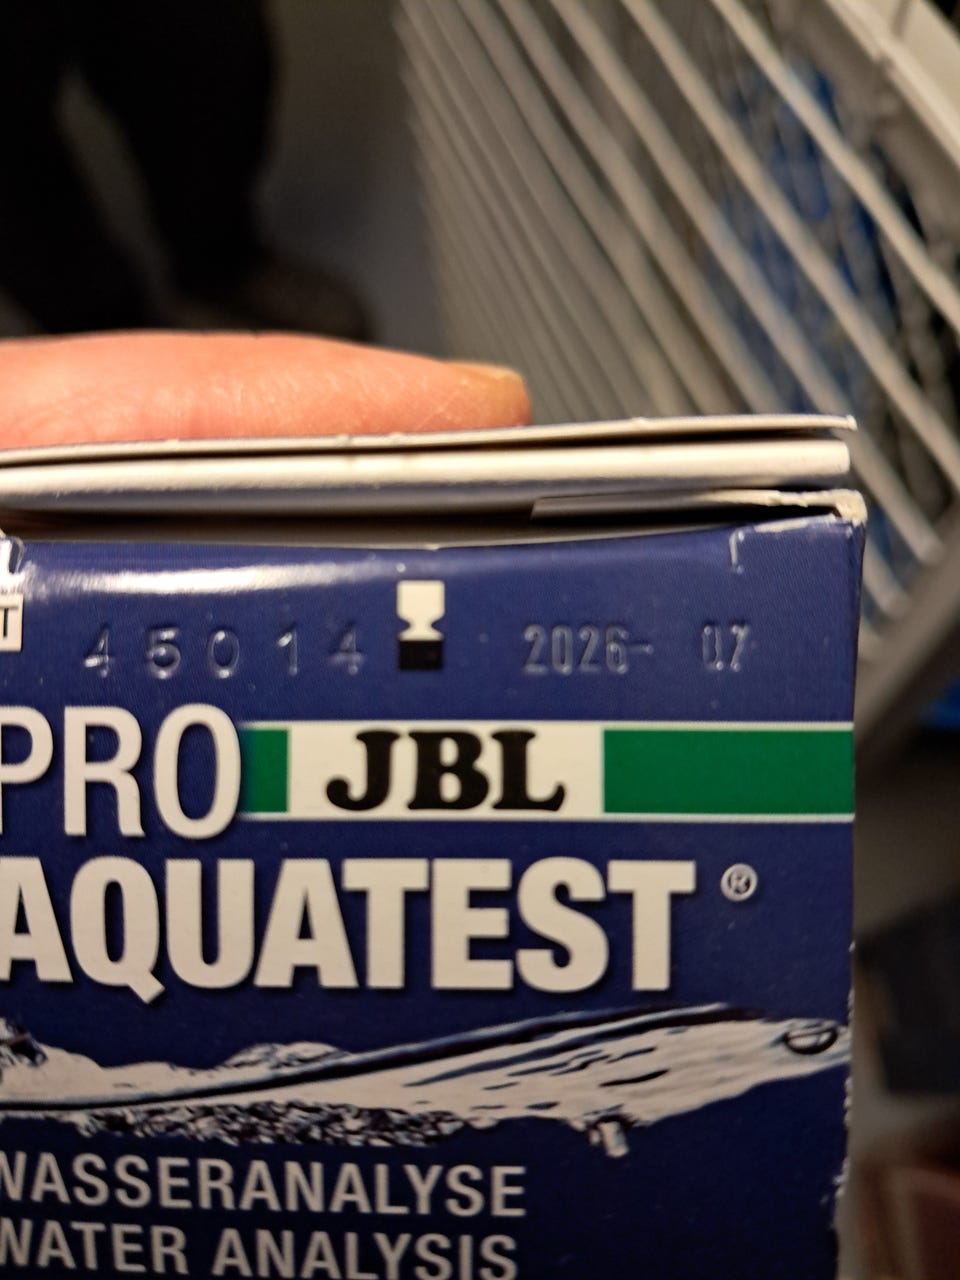 T
45014 2026- 07
PRO JBL
AQUATEST®
WASSERANALYSE
WATER ANALYSIS